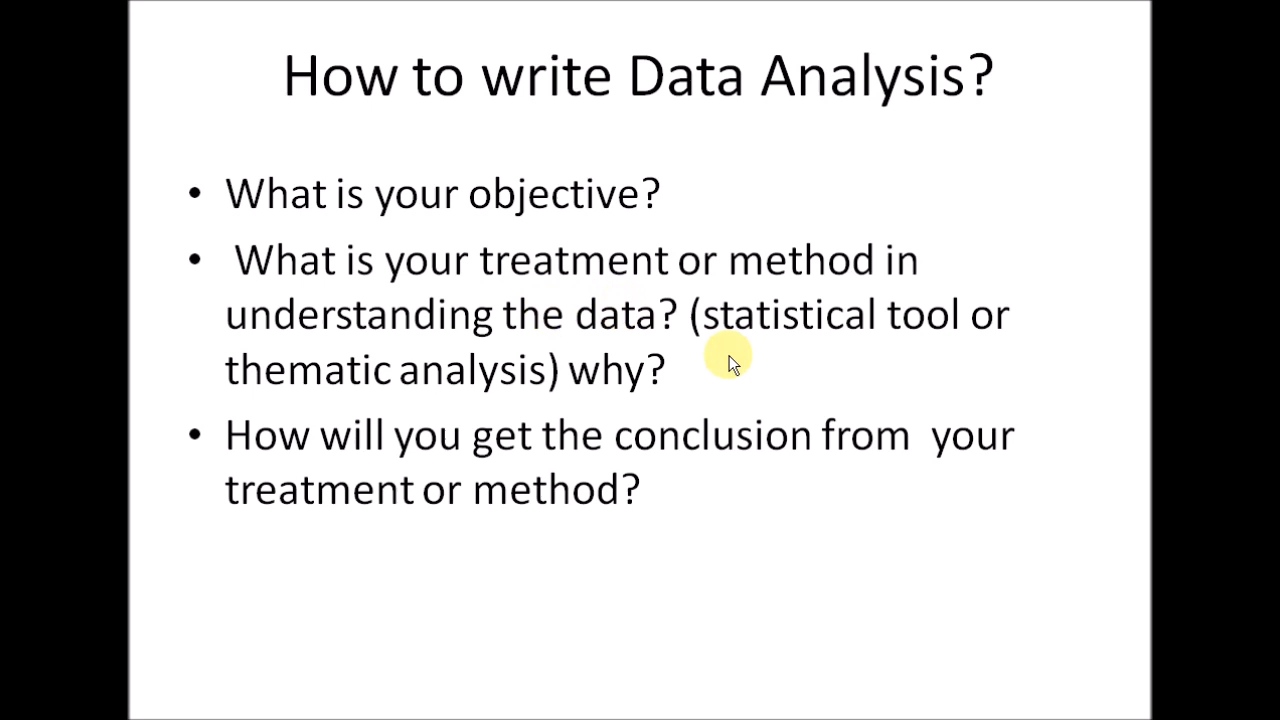 How to write Data Analysis?
• What is your objective?
• What is your treatment or method in
understanding the data? (statistical tool or
thematic analysis) why?
• How will you get the conclusion from your
treatment or method?